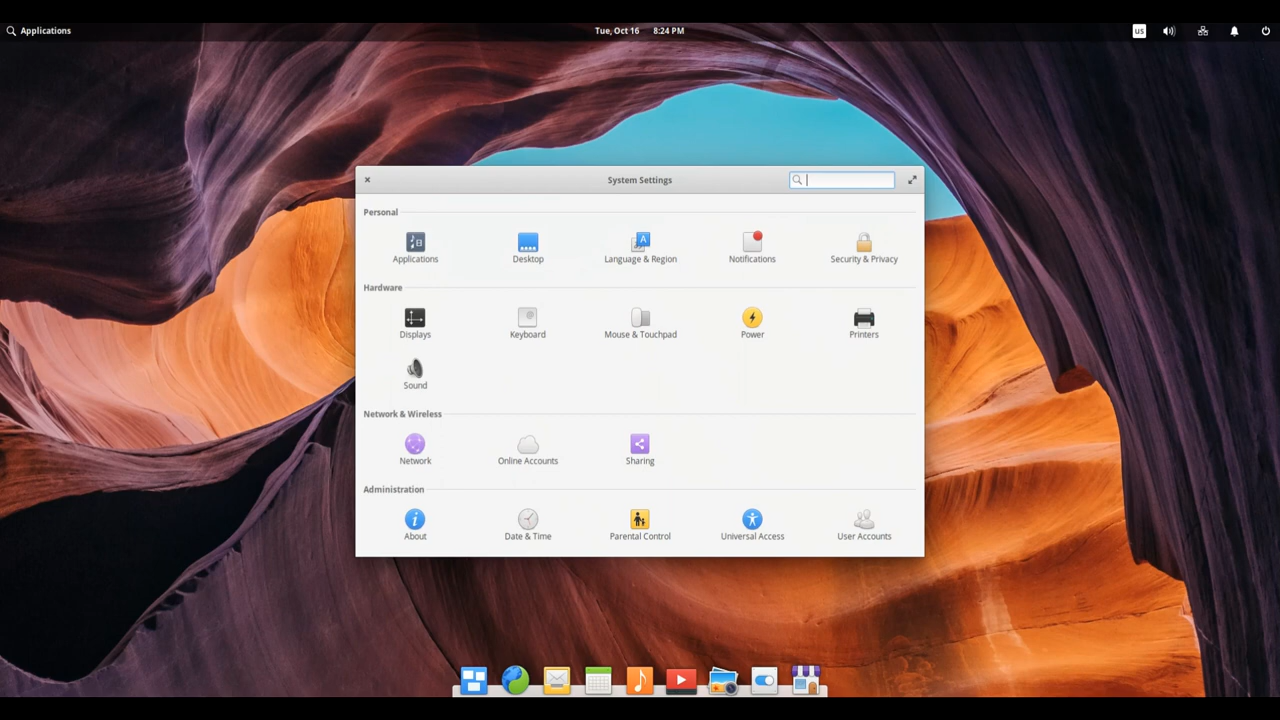 Applications
Tue, Oct 16 8:24 PM
us
System Settings
Personal
Applications
Desktop
Language & Region
Notifications
Security & Privacy
Hardware
Displays
Keyboard
Mouse & Touchpad
Power
Printers
Sound
Network & Wireless
Network
Online Accounts
Sharing
Administration
About
Date & Time
Parental Control
Universal Access
User Accounts